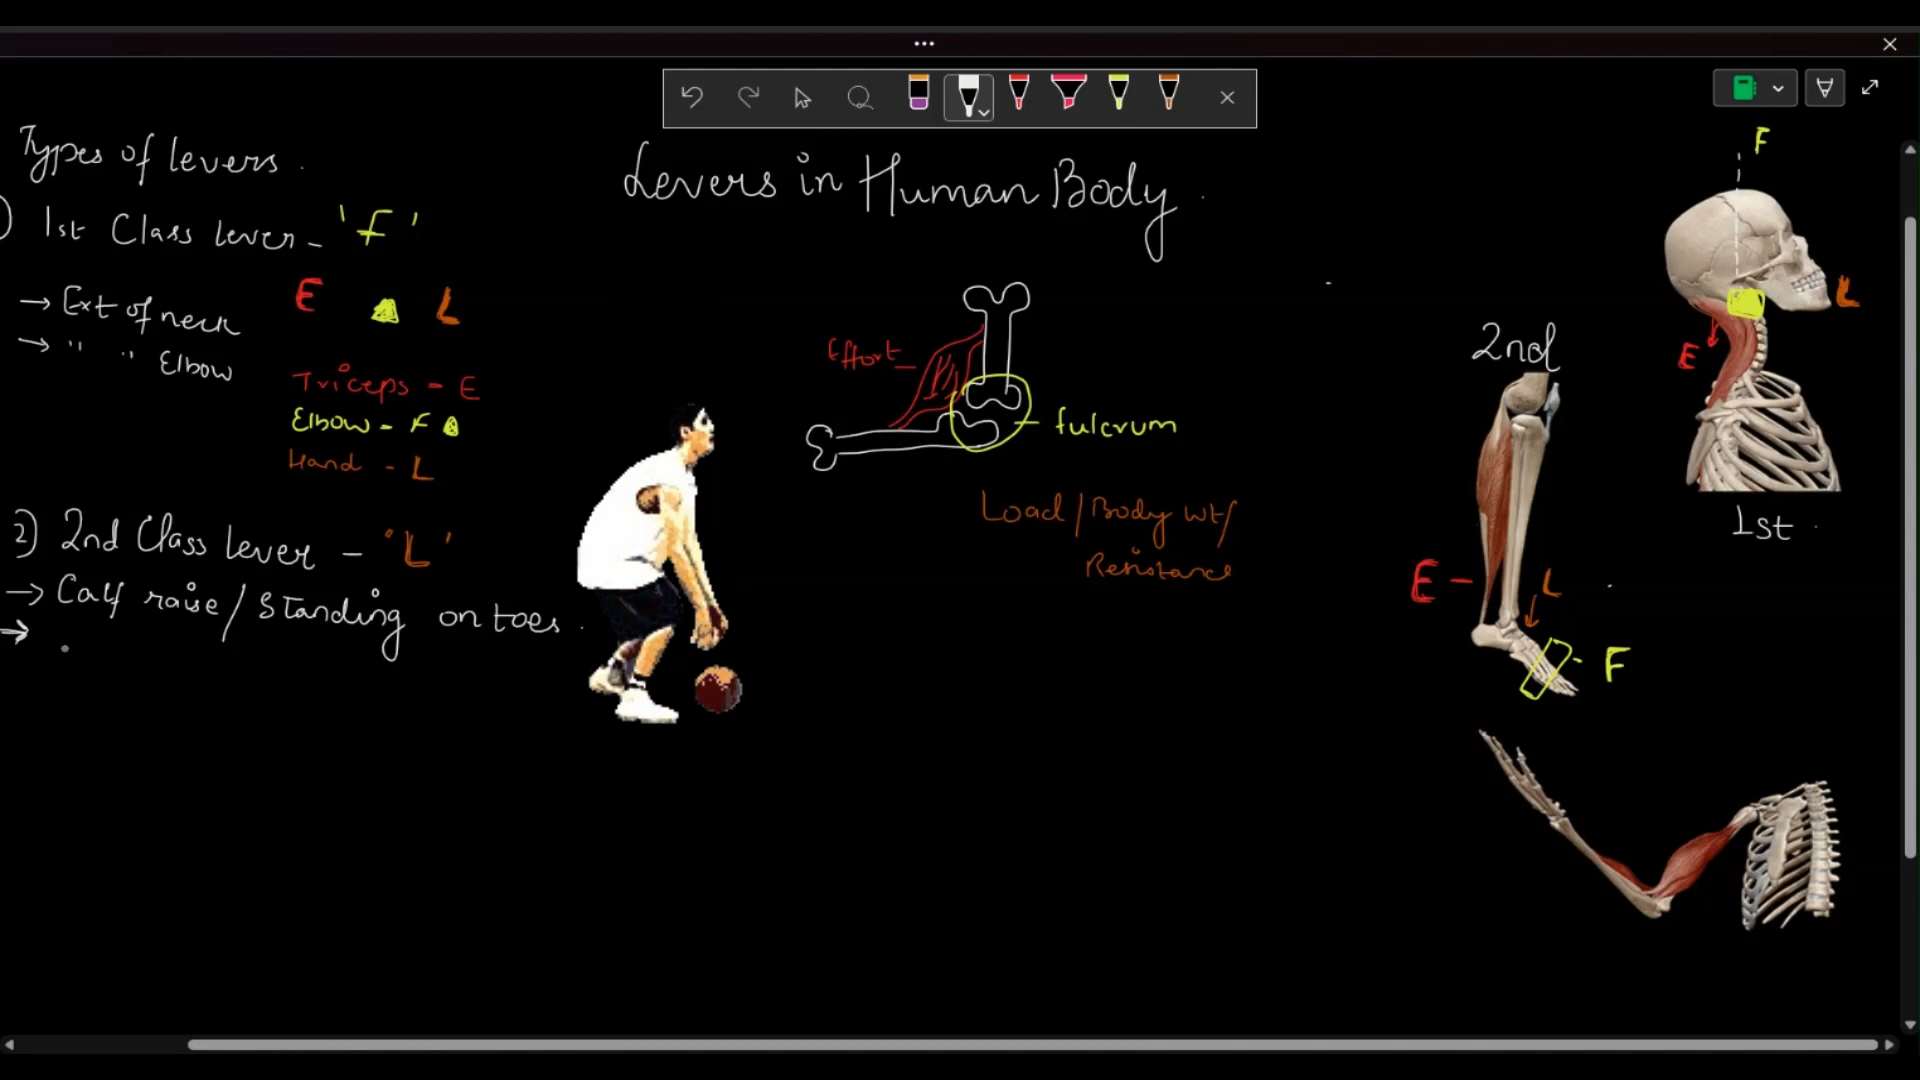 Types of levers.
Levers in Human Body.
) 1st Class lever - 'f'
E L
→ Ext of neck
→ " " Elbow
Triceps - E
Elbow - F
Hand - L
2) 2nd Class lever - 'L'
→ Calf raise / Standing on toes.
→
Effort
fulcrum
Load / Body wt /
Resistance
2nd
E -
L
- F
F
L
E
1st